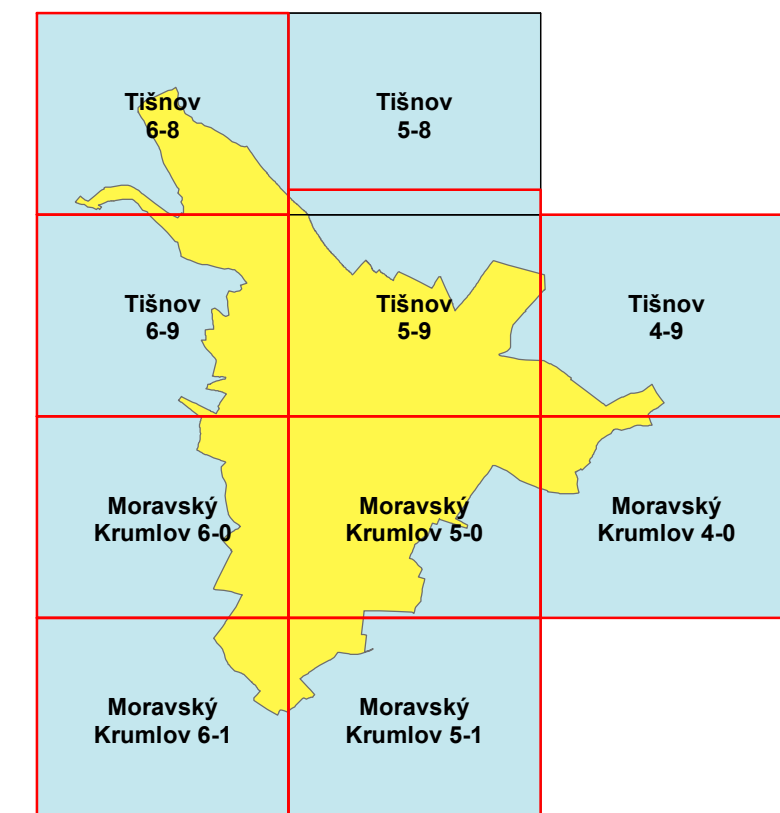 Tišnov
6-8
Tišnov
5-8
Tišnov
6-9
Tišnov
5-9
Tišnov
4-9
Moravský
Krumlov 6-0
Moravský
Krumlov 5-0
Moravský
Krumlov 4-0
Moravský
Krumlov 6-1
Moravský
Krumlov 5-1